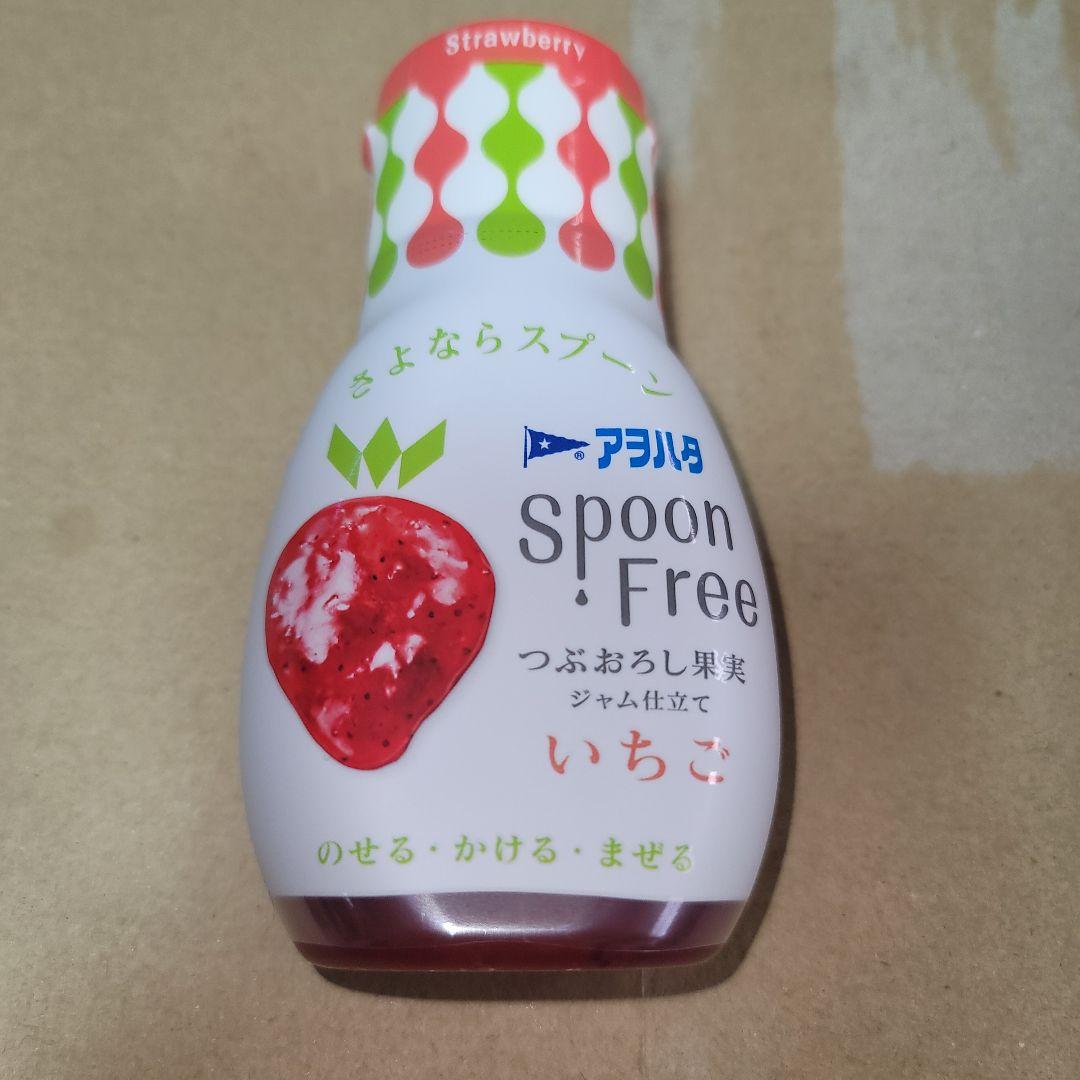 Strawberry
さよならスプーン
アヲハタ
Spoon
Free
つぶおろし果実
ジャム仕立て
いちご
のせる・かける・まぜる